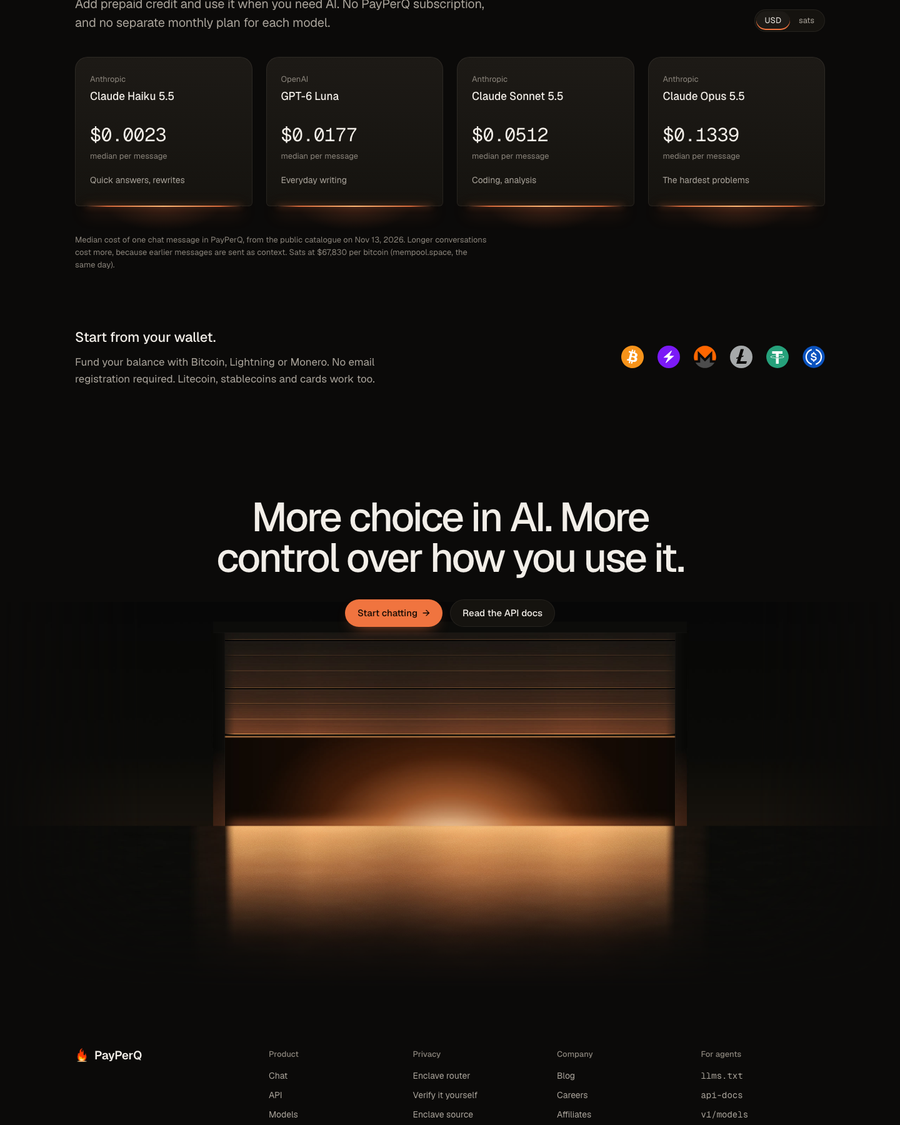 Add prepaid credit and use it when you need AI. No PayPerQ subscription,
and no separate monthly plan for each model.
USD
sats
Anthropic
Claude Haiku 5.5
$0.0023
median per message
Quick answers, rewrites
OpenAI
GPT-6 Luna
$0.0177
median per message
Everyday writing
Anthropic
Claude Sonnet 5.5
$0.0512
median per message
Coding, analysis
Anthropic
Claude Opus 5.5
$0.1339
median per message
The hardest problems
Median cost of one chat message in PayPerQ, from the public catalogue on Nov 13, 2026. Longer conversations
cost more, because earlier messages are sent as context. Sats at $67,830 per bitcoin (mempool.space, the
same day).
Start from your wallet.
Fund your balance with Bitcoin, Lightning or Monero. No email
registration required. Litecoin, stablecoins and cards work too.
More choice in AI. More
control over how you use it.
Start chatting →
Read the API docs
PayPerQ
Product
Chat
API
Models
Privacy
Enclave router
Verify it yourself
Enclave source
Company
Blog
Careers
Affiliates
For agents
llms.txt
api-docs
v1/models